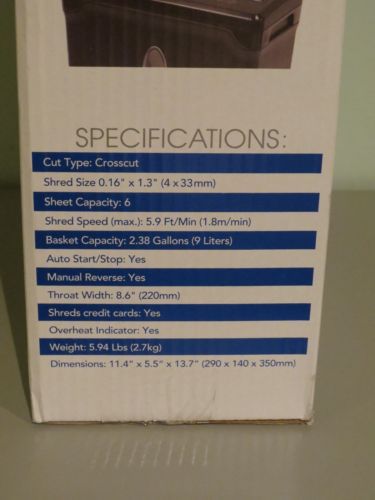 SPECIFICATIONS:
Cut Type: Crosscut
Shred Size 0.16" x 1.3" (4 x 33mm)
Sheet Capacity: 6
Shred Speed (max.): 5.9 Ft/Min (1.8m/min)
Basket Capacity: 2.38 Gallons (9 Liters)
Auto Start/Stop: Yes
Manual Reverse: Yes
Throat Width: 8.6" (220mm)
Shreds credit cards: Yes
Overheat Indicator: Yes
Weight: 5.94 Lbs (2.7kg)
Dimensions: 11.4" x 5.5" x 13.7" (290 x 140 x 350mm)